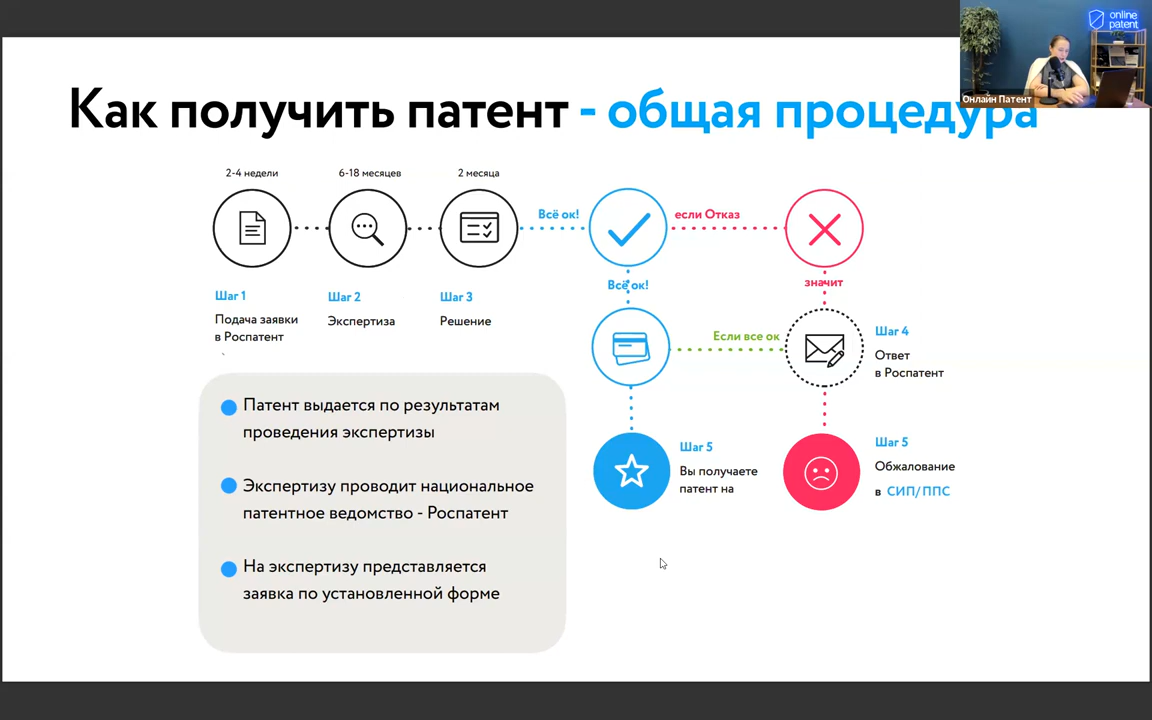 online
patent
Онлайн Патент
Как получить патент - общая процедура
2-4 недели
6-18 месяцев
2 месяца
Всё ок!
если Отказ
Шаг 1
Подача заявки
в Роспатент
Шаг 2
Экспертиза
Шаг 3
Решение
Всё ок!
значит
Если все ок
Шаг 4
Ответ
в Роспатент
Шаг 5
Вы получаете
патент на
Шаг 5
Обжалование
в СИП/ППС
Патент выдается по результатам
проведения экспертизы
Экспертизу проводит национальное
патентное ведомство - Роспатент
На экспертизу представляется
заявка по установленной форме